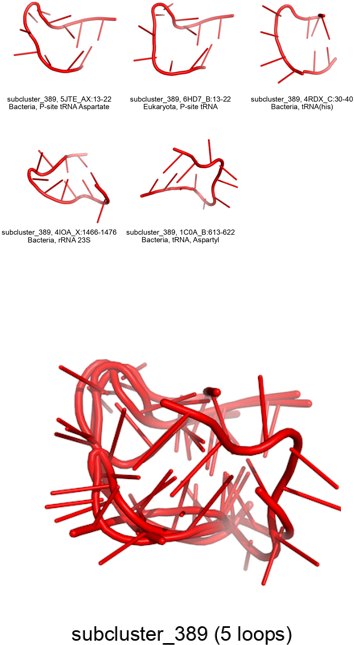 subcluster_389, 5JTE_AX:13-22
Bacteria, P-site tRNA Aspartate
subcluster_389, 6HD7_B:13-22
Eukaryota, P-site tRNA
subcluster_389, 4RDX_C:30-40
Bacteria, tRNA(his)
subcluster_389, 4IOA_X:1466-1476
Bacteria, rRNA 23S
subcluster_389, 1C0A_B:613-622
Bacteria, tRNA, Aspartyl
subcluster_389 (5 loops)